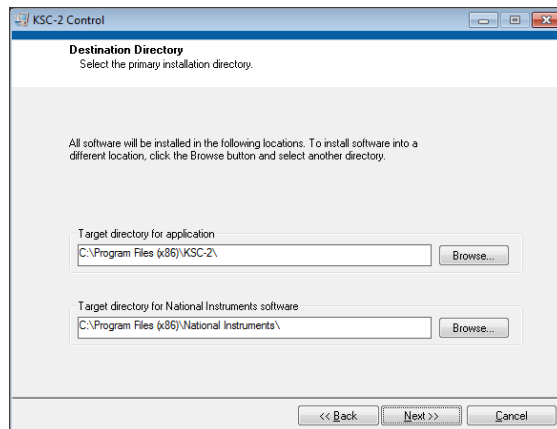 KSC-2 Control
Destination Directory
Select the primary installation directory.
All software will be installed in the following locations. To install software into a
different location, click the Browse button and select another directory.
Target directory for application
C:\Program Files (x86)\KSC-2\
Browse...
Target directory for National Instruments software
C:\Program Files (x86)\National Instruments\
Browse...
<< Back
Next >>
Cancel